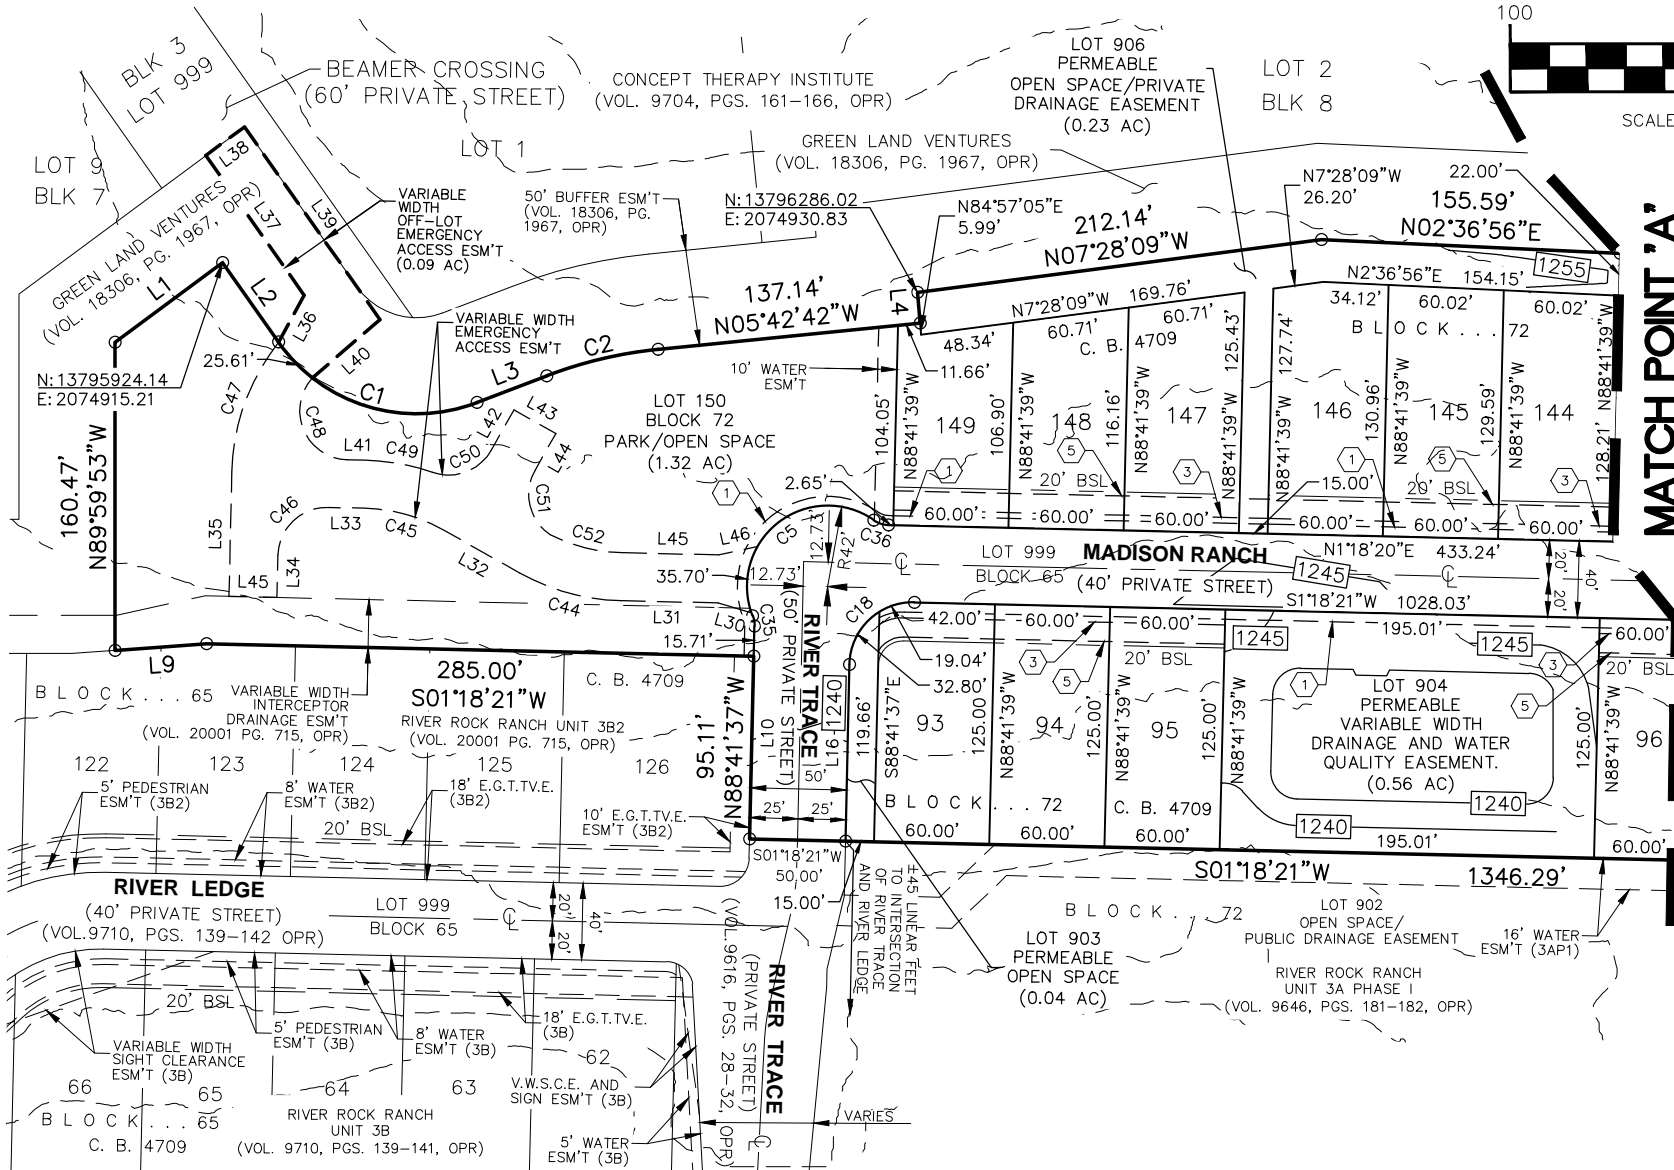 100
SCALE
BLK 3
LOT 999
BEAMER CROSSING
(60' PRIVATE STREET)
CONCEPT THERAPY INSTITUTE
(VOL. 9704, PGS. 161-166, OPR)
LOT 906
PERMEABLE
OPEN SPACE/PRIVATE
DRAINAGE EASEMENT
(0.23 AC)
LOT 2
BLK 8
LOT 9
BLK 7
LOT 1
GREEN LAND VENTURES
(VOL. 18306, PG. 1967, OPR)
GREEN LAND VENTURES
(VOL. 18306, PG. 1967, OPR)
L38
L37
L39
VARIABLE
WIDTH
OFF-LOT
EMERGENCY
ACCESS ESM'T
(0.09 AC)
50' BUFFER ESM'T
(VOL. 18306, PG.
1967, OPR)
N: 13796286.02
E: 2074930.83
N84°57'05"E
5.99'
212.14'
N07°28'09"W
N7°28'09"W
26.20'
22.00'
155.59'
N02°36'56"E
1255
N2°36'56"E 154.15'
MATCH POINT "A"
L1
L2
L36
L40
25.61'
N: 13795924.14
E: 2074915.21
C1
L3
C2
137.14'
N05°42'42"W
L4
VARIABLE WIDTH
EMERGENCY
ACCESS ESM'T
N7°28'09"W 169.76'
48.34'
60.71'
60.71'
34.12'
60.02'
60.02'
C. B. 4709
B L O C K . . . 72
10' WATER
ESM'T
11.66'
104.05'
N88°41'39"W
106.90'
N88°41'39"W
116.16'
N88°41'39"W
125.43'
N88°41'39"W
127.74'
N88°41'39"W
130.96'
N88°41'39"W
129.59'
N88°41'39"W
128.21' N88°41'39"W
149
148
147
146
145
144
1
5
3
1
5
3
20' BSL
20' BSL
15.00'
60.00'
60.00'
60.00'
60.00'
60.00'
60.00'
LOT 150
BLOCK 72
PARK/OPEN SPACE
(1.32 AC)
1
2.65'
C47
C48
L41
C49
C50
L42
L43
L44
C51
C52
L45
L46
C46
L33
C45
L32
L35
L34
L45
C44
L31
L30
C35
35.70'
15.71'
C5
12.73'
12.73'
R42'
C36
160.47'
N89°59'53"W
LOT 999
BLOCK 65
MADISON RANCH
(40' PRIVATE STREET)
N1°18'20"E 433.24'
1245
S1°18'21"W 1028.03'
20'
20'
40'
L9
285.00'
S01°18'21"W
B L O C K . . . 65
C. B. 4709
VARIABLE WIDTH
INTERCEPTOR
DRAINAGE ESM'T
(VOL. 20001 PG. 715, OPR)
RIVER ROCK RANCH UNIT 3B2
(VOL. 20001 PG. 715, OPR)
122
123
124
125
126
95.11'
N88°41'37"W
L10
(50' PRIVATE STREET)
RIVER TRACE
1240
L16
C18
119.66'
42.00'
60.00'
60.00'
19.04'
32.80'
S88°41'37"E
93
125.00'
N88°41'39"W
94
125.00'
N88°41'39"W
95
125.00'
N88°41'39"W
3
5
20' BSL
1245
195.01'
1
1245
3
5
60.00'
20' BSL
LOT 904
PERMEABLE
VARIABLE WIDTH
DRAINAGE AND WATER
QUALITY EASEMENT.
(0.56 AC)
125.00'
N88°41'39"W
96
50'
25'
25'
B L O C K . . . 72
C. B. 4709
60.00'
60.00'
60.00'
1240
1240
195.01'
60.00'
5' PEDESTRIAN
ESM'T (3B2)
8' WATER
ESM'T (3B2)
18' E.G.T.TV.E.
(3B2)
10' E.G.T.TV.E.
ESM'T (3B2)
20' BSL
S01°18'21"W
50.00'
15.00'
S01°18'21"W 1346.29'
±45 LINEAR FEET
TO INTERSECTION
OF RIVER TRACE
AND RIVER LEDGE
RIVER LEDGE
(40' PRIVATE STREET)
(VOL.9710, PGS. 139-142 OPR)
LOT 999
BLOCK 65
20'
20'
40'
B L O C K . . . 72
LOT 903
PERMEABLE
OPEN SPACE
(0.04 AC)
LOT 902
OPEN SPACE/
PUBLIC DRAINAGE EASEMENT
16' WATER
ESM'T (3AP1)
RIVER ROCK RANCH
UNIT 3A PHASE I
(VOL. 9646, PGS. 181-182, OPR)
RIVER TRACE
(PRIVATE STREET)
(VOL.9616, PGS. 28-32, OPR)
20' BSL
VARIABLE WIDTH
SIGHT CLEARANCE
ESM'T (3B)
5' PEDESTRIAN
ESM'T (3B)
8' WATER
ESM'T (3B)
18' E.G.T.TV.E.
(3B)
66
65
64
63
62
V.W.S.C.E. AND
SIGN ESM'T (3B)
B L O C K . . . 65
C. B. 4709
RIVER ROCK RANCH
UNIT 3B
(VOL. 9710, PGS. 139-141, OPR)
5' WATER
ESM'T (3B)
VARIES